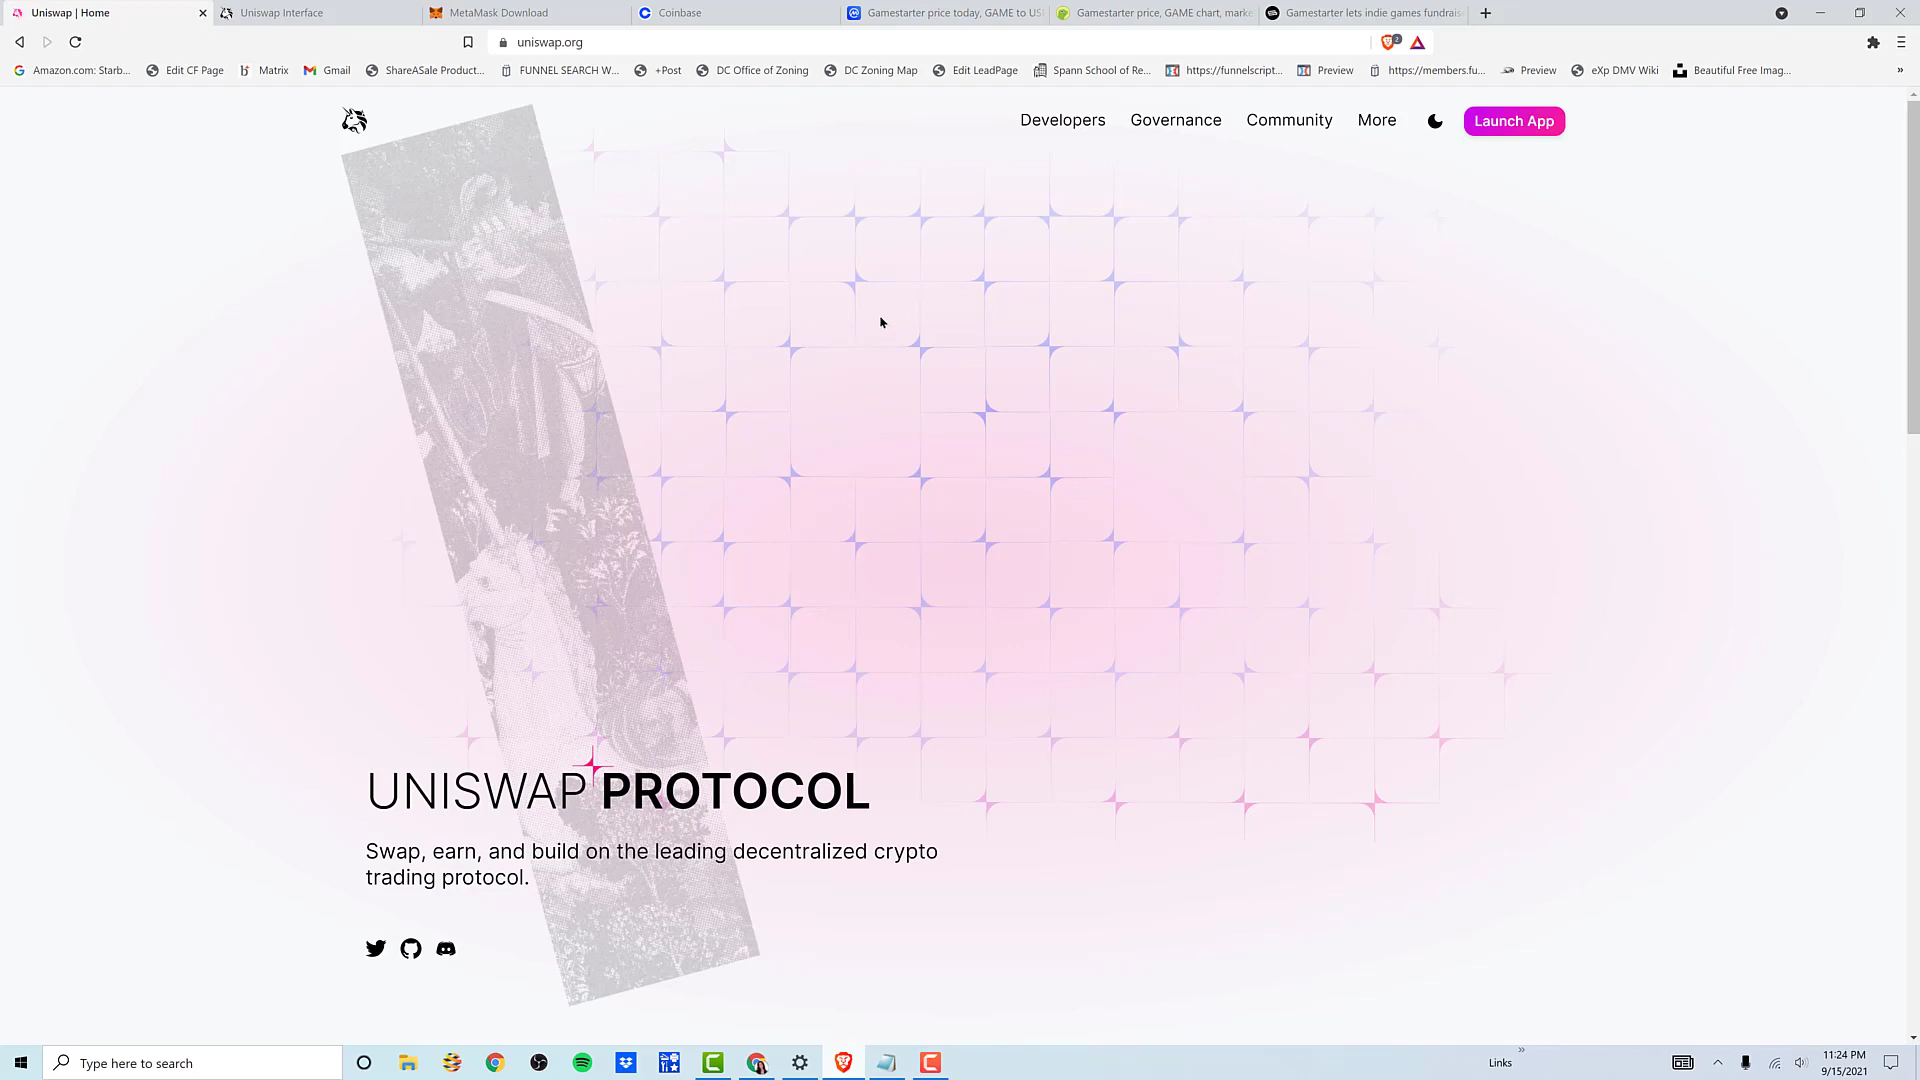 Uniswap | Home
Uniswap Interface
MetaMask Download
Coinbase
Gamestarter price today, GAME to US
Gamestarter price, GAME chart, marke
Gamestarter lets indie games fundrais
uniswap.org
2
Amazon.com: Starb...
Edit CF Page
Matrix
Gmail
ShareASale Product...
FUNNEL SEARCH W...
+Post
DC Office of Zoning
DC Zoning Map
Edit LeadPage
Spann School of Re...
https://funnelscript...
Preview
https://members.fu...
Preview
eXp DMV Wiki
Beautiful Free Imag...
Developers
Governance
Community
More
Launch App
UNISWAP PROTOCOL
Swap, earn, and build on the leading decentralized crypto
trading protocol.
Type here to search
Links
11:24 PM
9/15/2021